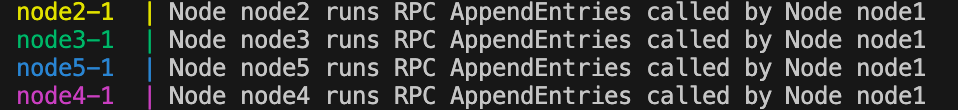 node2-1 | Node node2 runs RPC AppendEntries called by Node node1
node3-1 | Node node3 runs RPC AppendEntries called by Node node1
node5-1 | Node node5 runs RPC AppendEntries called by Node node1
node4-1 | Node node4 runs RPC AppendEntries called by Node node1